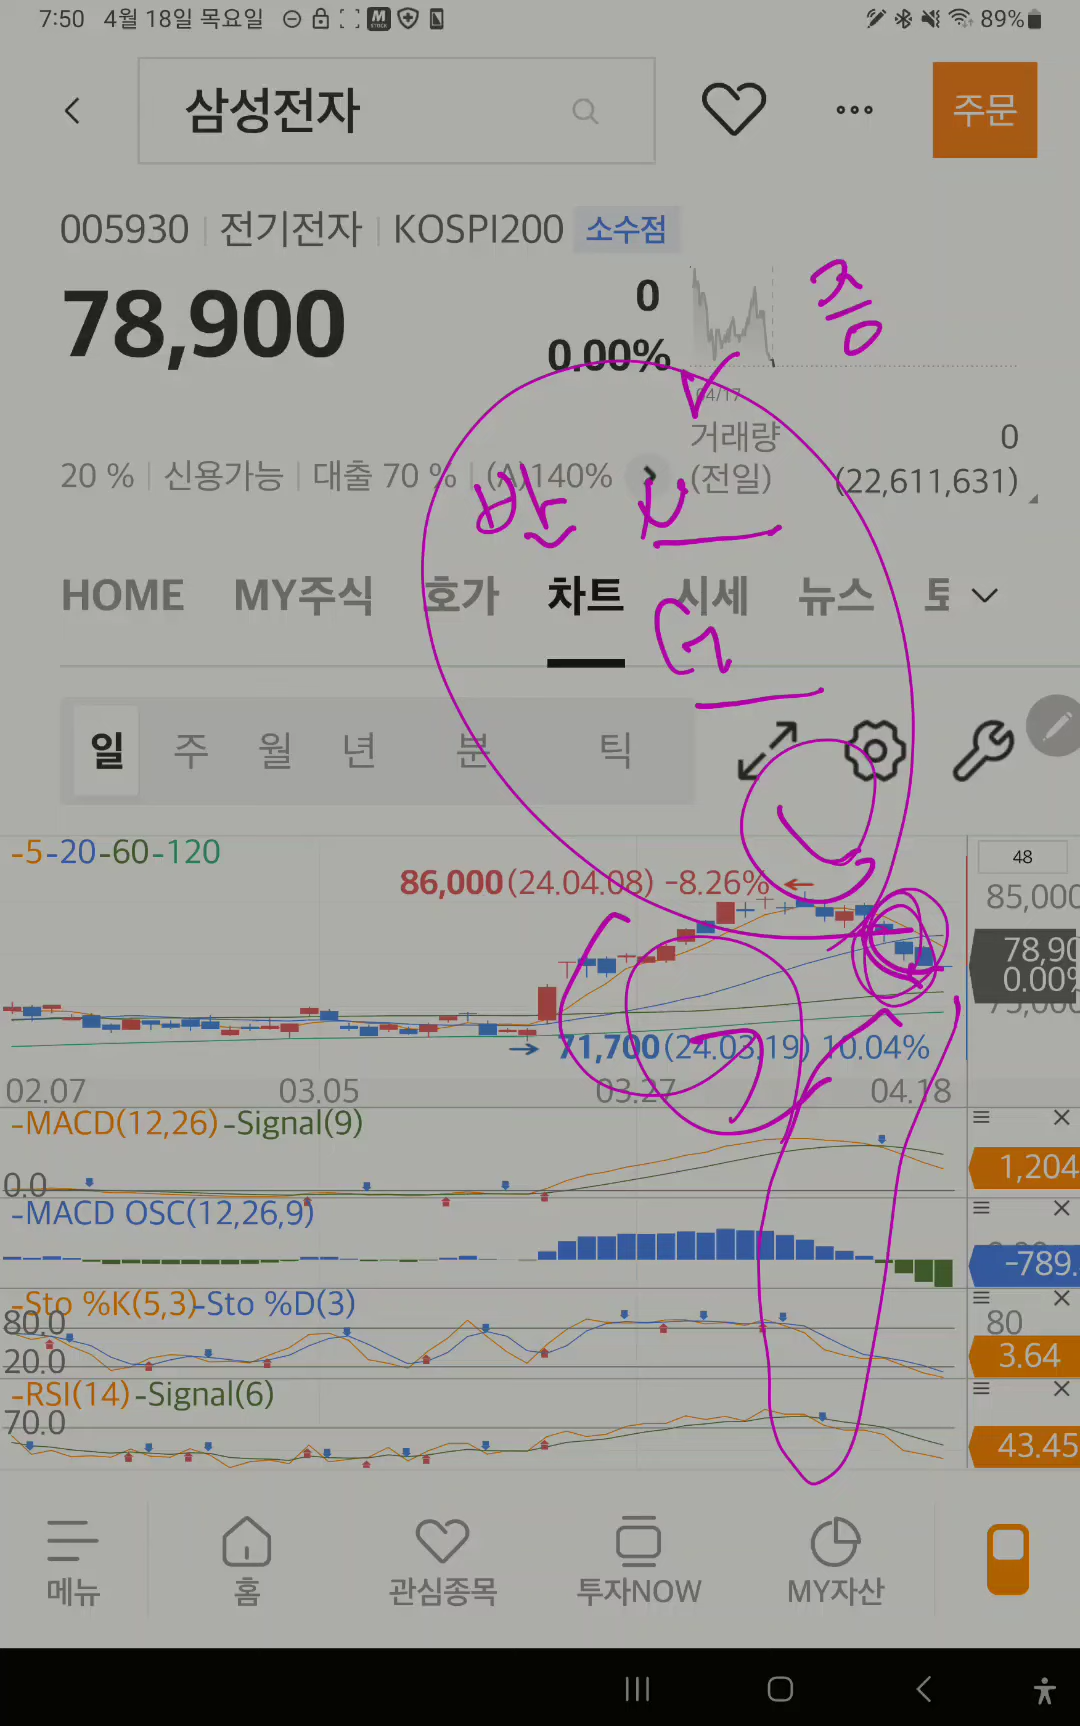 7:50 4월 18일 목요일 89%
삼성전자
주문
005930 전기전자 KOSPI200 소수점
78,900
0
0.00%
증
04/17
거래량 0
(전일) (22,611,631)
20 % 신용가능 대출 70 % (A)140%
반
HOME MY주식 호가 차트 시세 뉴스
일 주 월 년 분 틱
-5-20-60-120
48
86,000(24.04.08) -8.26%
85,000
78,90
0.00%
71,700(24.03.19) 10.04%
02.07 03.05 03.27 04.18
-MACD(12,26)-Signal(9)
0.0
1,204
-MACD OSC(12,26,9)
-789.
-Sto %K(5,3)-Sto %D(3)
80.0 80
20.0 3.64
-RSI(14)-Signal(6)
70.0
43.45
메뉴 홈 관심종목 투자NOW MY자산